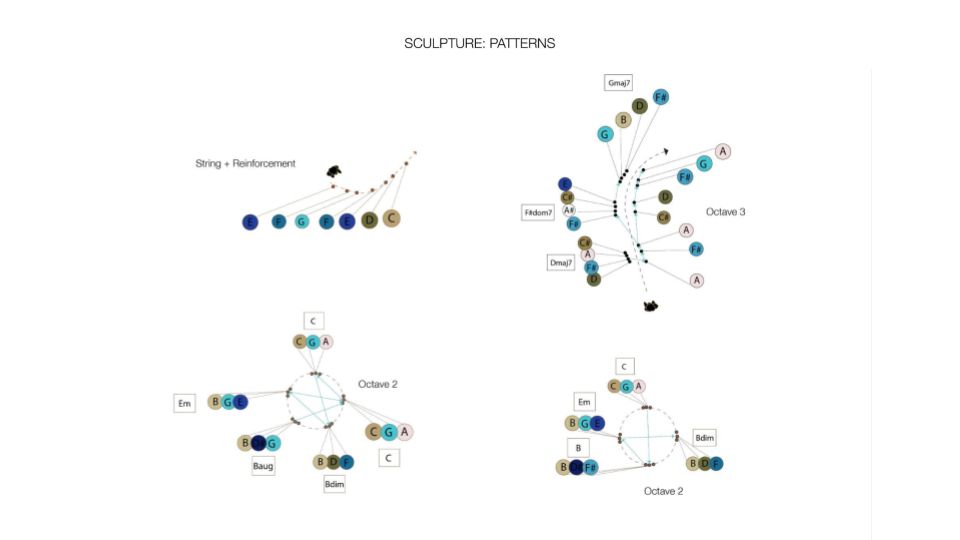 SCULPTURE: PATTERNS
String + Reinforcement
E F G F E D C
Gmaj7
G B D F#
A
G
F#
E
C#
A#
F#
F#dom7
D
C#
Octave 3
A
F#
A
C#
A
F#
D
Dmaj7
C
C G A
Octave 2
Em
B G E
C G A
C
B D# G
Baug
B D F
Bdim
C
C G A
Em
B G E
B
B D# F#
Bdim
B D F
Octave 2